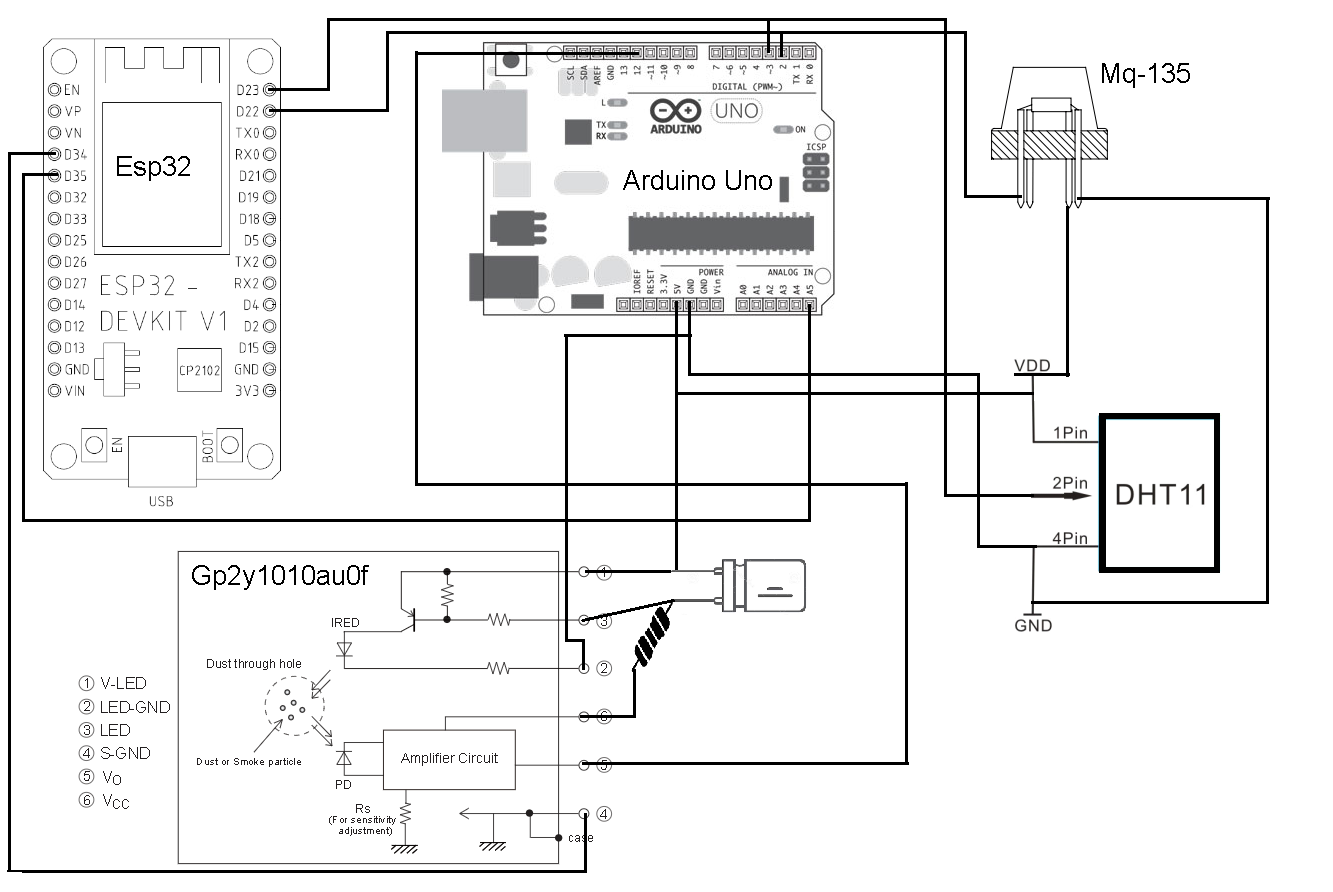 EN
VP
VN
D34
D35
D32
D33
D25
D26
D27
D14
D12
D13
GND
VIN
D23
D22
TX0
RX0
D21
D19
D18
D5
TX2
RX2
D4
D2
D15
GND
3V3
Esp32
ESP32 -
DEVKIT V1
CP2102
EN
BOOT
USB
SCL
SDA
AREF
GND
13
12
~11
~10
~9
8
7
~6
~5
4
~3
2
TX 1
RX 0
DIGITAL (PWM~)
L
TX
RX
ARDUINO
UNO
ON
ICSP
Arduino Uno
IOREF
RESET
3.3V
5V
GND
GND
Vin
POWER
ANALOG IN
A0
A1
A2
A3
A4
A5
Mq-135
VDD
1Pin
2Pin
4Pin
DHT11
GND
Gp2y1010au0f
IRED
Dust through hole
Dust or Smoke particle
PD
Amplifier Circuit
Rs
(For sensitivity
adjustment)
case
①
③
②
⑥
⑤
④
① V-LED
② LED-GND
③ LED
④ S-GND
⑤ VO
⑥ VCC